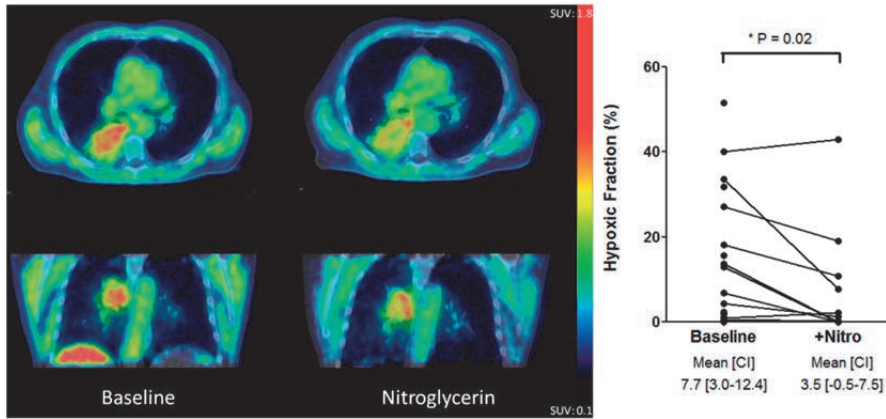 SUV: 1.8
Baseline
Nitroglycerin
SUV: 0.1
* P = 0.02
Hypoxic Fraction (%)
60
40
20
0
Baseline
+Nitro
Mean [CI]
Mean [CI]
7.7 [3.0-12.4]
3.5 [-0.5-7.5]